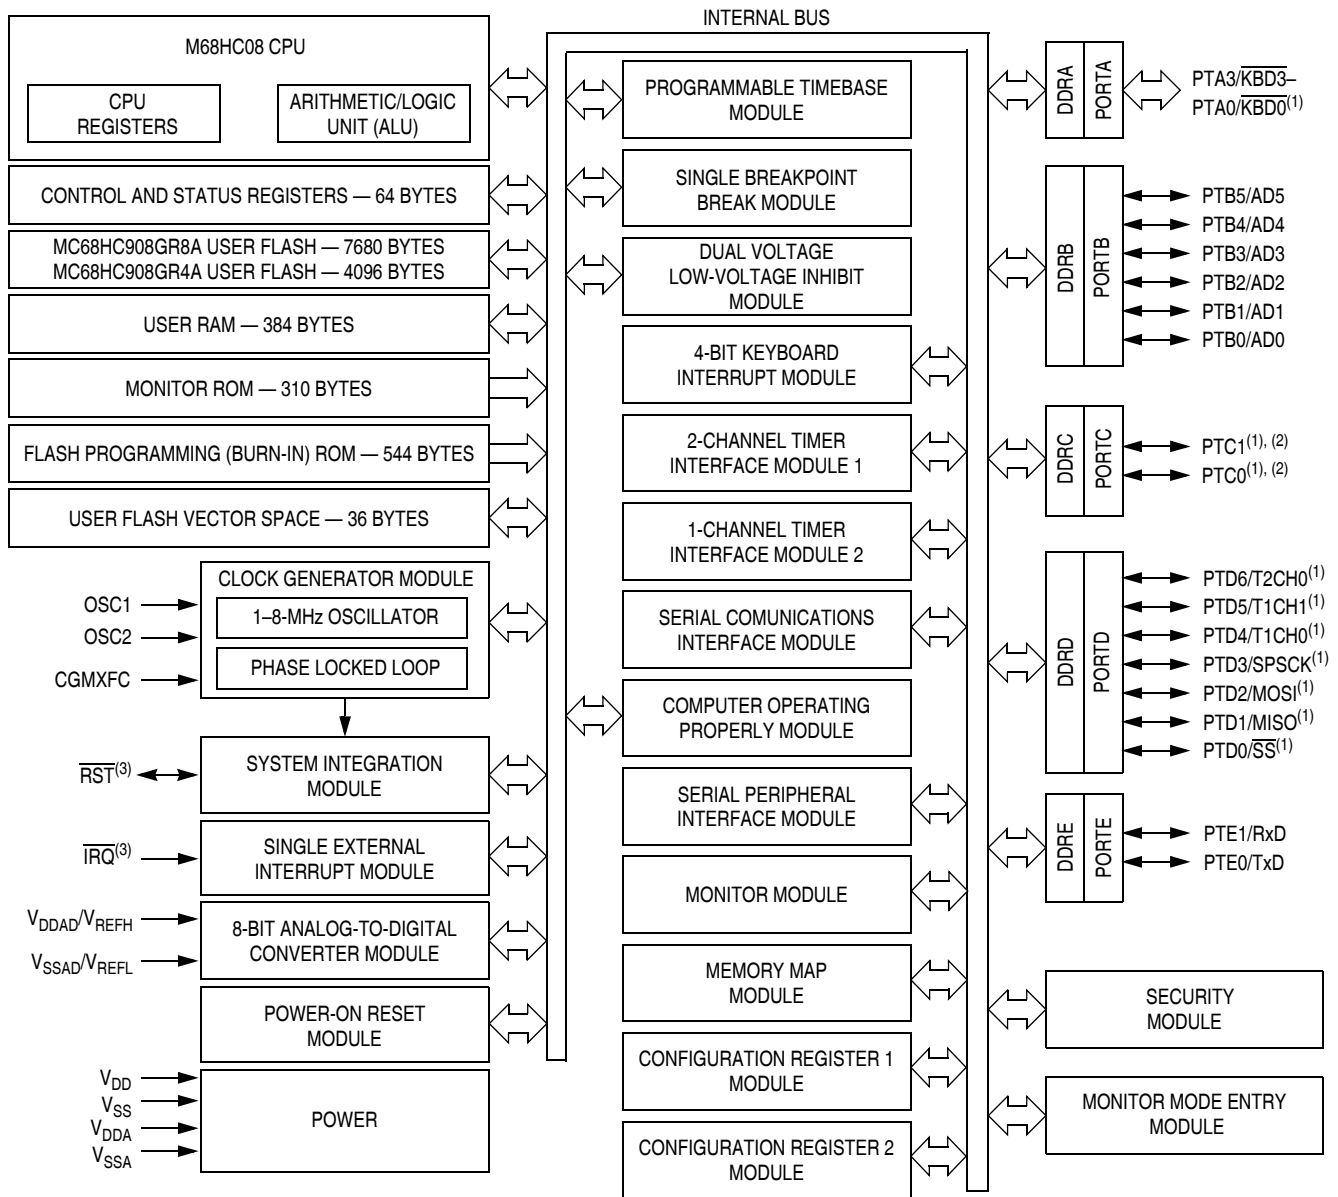 INTERNAL BUS
M68HC08 CPU
CPU
REGISTERS
ARITHMETIC/LOGIC
UNIT (ALU)
CONTROL AND STATUS REGISTERS — 64 BYTES
MC68HC908GR8A USER FLASH — 7680 BYTES
MC68HC908GR4A USER FLASH — 4096 BYTES
USER RAM — 384 BYTES
MONITOR ROM — 310 BYTES
FLASH PROGRAMMING (BURN-IN) ROM — 544 BYTES
USER FLASH VECTOR SPACE — 36 BYTES
CLOCK GENERATOR MODULE
1–8-MHz OSCILLATOR
PHASE LOCKED LOOP
OSC1
OSC2
CGMXFC
SYSTEM INTEGRATION
MODULE
RST(3)
SINGLE EXTERNAL
INTERRUPT MODULE
IRQ(3)
8-BIT ANALOG-TO-DIGITAL
CONVERTER MODULE
VDDAD/VREFH
VSSAD/VREFL
POWER-ON RESET
MODULE
POWER
VDD
VSS
VDDA
VSSA
PROGRAMMABLE TIMEBASE
MODULE
SINGLE BREAKPOINT
BREAK MODULE
DUAL VOLTAGE
LOW-VOLTAGE INHIBIT
MODULE
4-BIT KEYBOARD
INTERRUPT MODULE
2-CHANNEL TIMER
INTERFACE MODULE 1
1-CHANNEL TIMER
INTERFACE MODULE 2
SERIAL COMUNICATIONS
INTERFACE MODULE
COMPUTER OPERATING
PROPERLY MODULE
SERIAL PERIPHERAL
INTERFACE MODULE
MONITOR MODULE
MEMORY MAP
MODULE
CONFIGURATION REGISTER 1
MODULE
CONFIGURATION REGISTER 2
MODULE
DDRA
PORTA
PTA3/KBD3–
PTA0/KBD0(1)
DDRB
PORTB
PTB5/AD5
PTB4/AD4
PTB3/AD3
PTB2/AD2
PTB1/AD1
PTB0/AD0
DDRC
PORTC
PTC1(1), (2)
PTC0(1), (2)
DDRD
PORTD
PTD6/T2CH0(1)
PTD5/T1CH1(1)
PTD4/T1CH0(1)
PTD3/SPSCK(1)
PTD2/MOSI(1)
PTD1/MISO(1)
PTD0/SS(1)
DDRE
PORTE
PTE1/RxD
PTE0/TxD
SECURITY
MODULE
MONITOR MODE ENTRY
MODULE